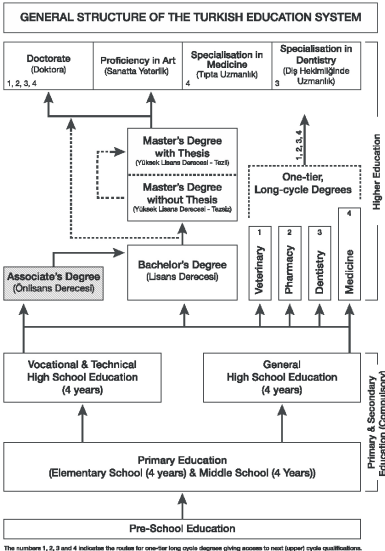 GENERAL STRUCTURE OF THE TURKISH EDUCATION SYSTEM
Doctorate
(Doktora)
1, 2, 3, 4
Proficiency in Art
(Sanatta Yeterlik)
Specialisation in
Medicine
(Tıpta Uzmanlık)
4
Specialisation in
Dentistry
(Diş Hekimliğinde
Uzmanlık)
3
Master's Degree
with Thesis
(Yüksek Lisans Derecesi - Tezli)
Master's Degree
without Thesis
(Yüksek Lisans Derecesi - Tezsiz)
1, 2, 3, 4
One-tier,
Long-cycle Degrees
Higher Education
Associate's Degree
(Önlisans Derecesi)
Bachelor's Degree
(Lisans Derecesi)
1
Veterinary
2
Pharmacy
3
Dentistry
4
Medicine
Vocational & Technical
High School Education
(4 years)
General
High School Education
(4 years)
Primary & Secondary
Education (Compulsory)
Primary Education
(Elementary School (4 years) & Middle School (4 Years))
Pre-School Education
The numbers 1, 2, 3 and 4 indicates the routes for one-tier long cycle degrees giving access to next (upper) cycle qualifications.